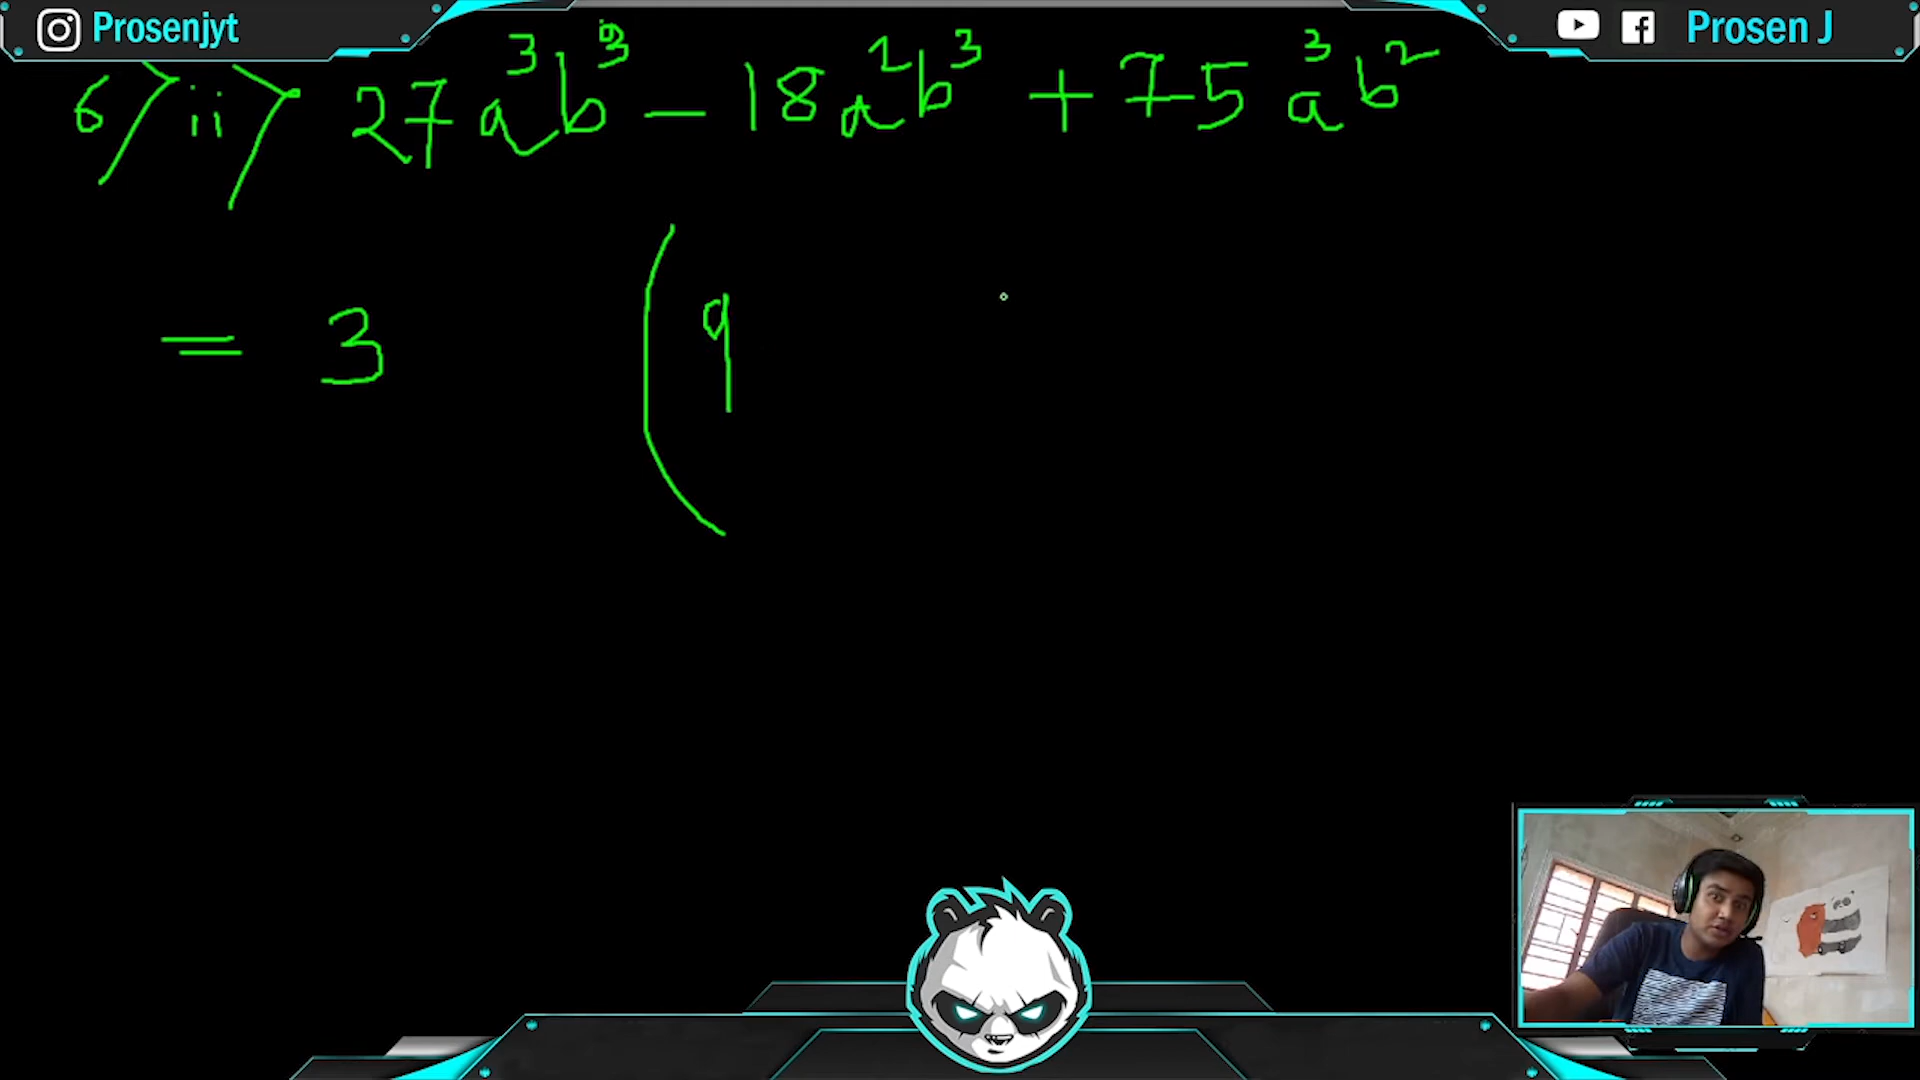 Prosenjyt
Prosen J
6) ii) 27a³b³ - 18a²b³ + 75a³b²
= 3 (9